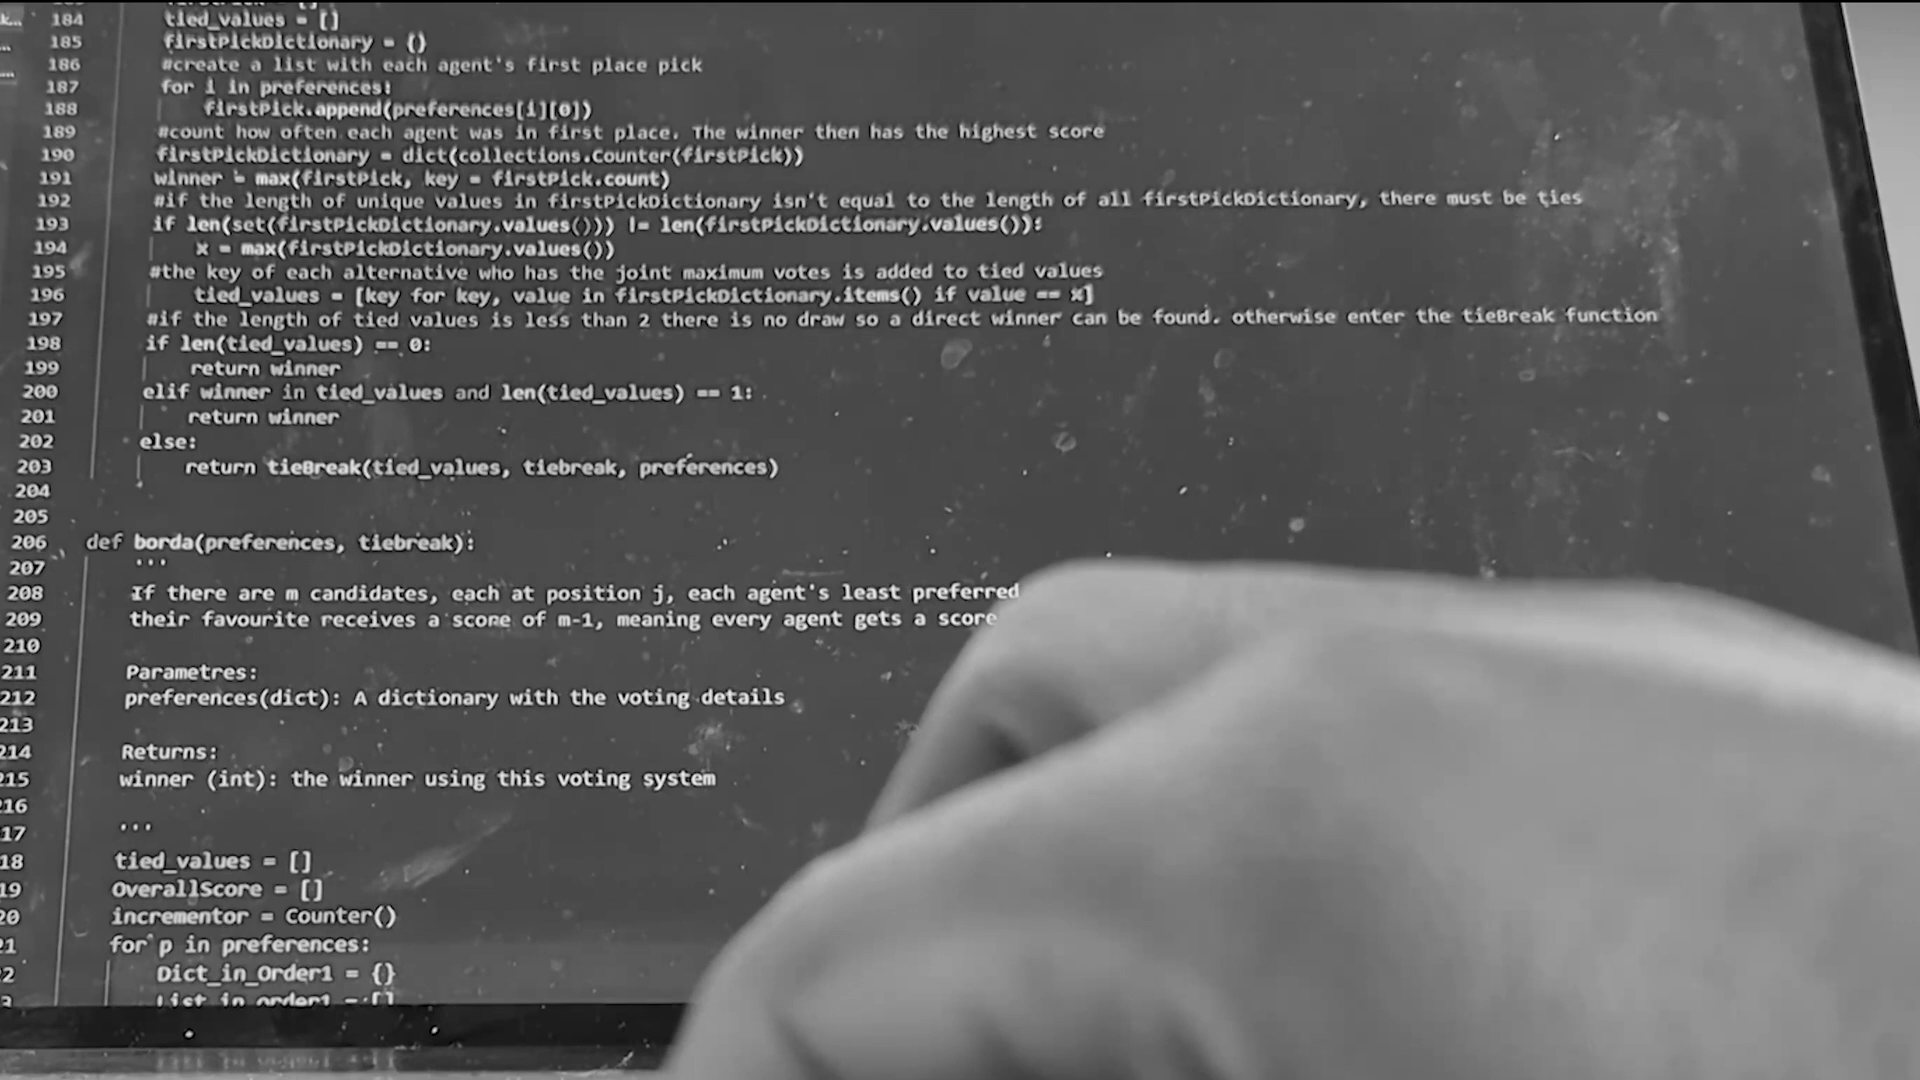 184 tied_values = []
185 firstPickDictionary = {}
186 #create a list with each agent's first place pick
187 for i in preferences:
188 firstPick.append(preferences[i][0])
189 #count how often each agent was in first place. The winner then has the highest score
190 firstPickDictionary = dict(collections.Counter(firstPick))
191 winner = max(firstPick, key = firstPick.count)
192 #if the length of unique values in firstPickDictionary isn't equal to the length of all firstPickDictionary, there must be ties
193 if len(set(firstPickDictionary.values())) != len(firstPickDictionary.values()):
194 x = max(firstPickDictionary.values())
195 #the key of each alternative who has the joint maximum votes is added to tied values
196 tied_values = [key for key, value in firstPickDictionary.items() if value == x]
197 #if the length of tied values is less than 2 there is no draw so a direct winner can be found. otherwise enter the tieBreak function
198 if len(tied_values) == 0:
199 return winner
200 elif winner in tied_values and len(tied_values) == 1:
201 return winner
202 else:
203 return tieBreak(tied_values, tiebreak, preferences)
204
205
206 def borda(preferences, tiebreak):
207 '''
208 If there are m candidates, each at position j, each agent's least preferred
209 their favourite receives a score of m-1, meaning every agent gets a score
210
211 Parametres:
212 preferences(dict): A dictionary with the voting details
213
214 Returns:
215 winner (int): the winner using this voting system
216
17 '''
18 tied_values = []
19 OverallScore = []
20 incrementor = Counter()
21 for p in preferences:
2 Dict_in_Order1 = {}
3 List_in_order1 = []